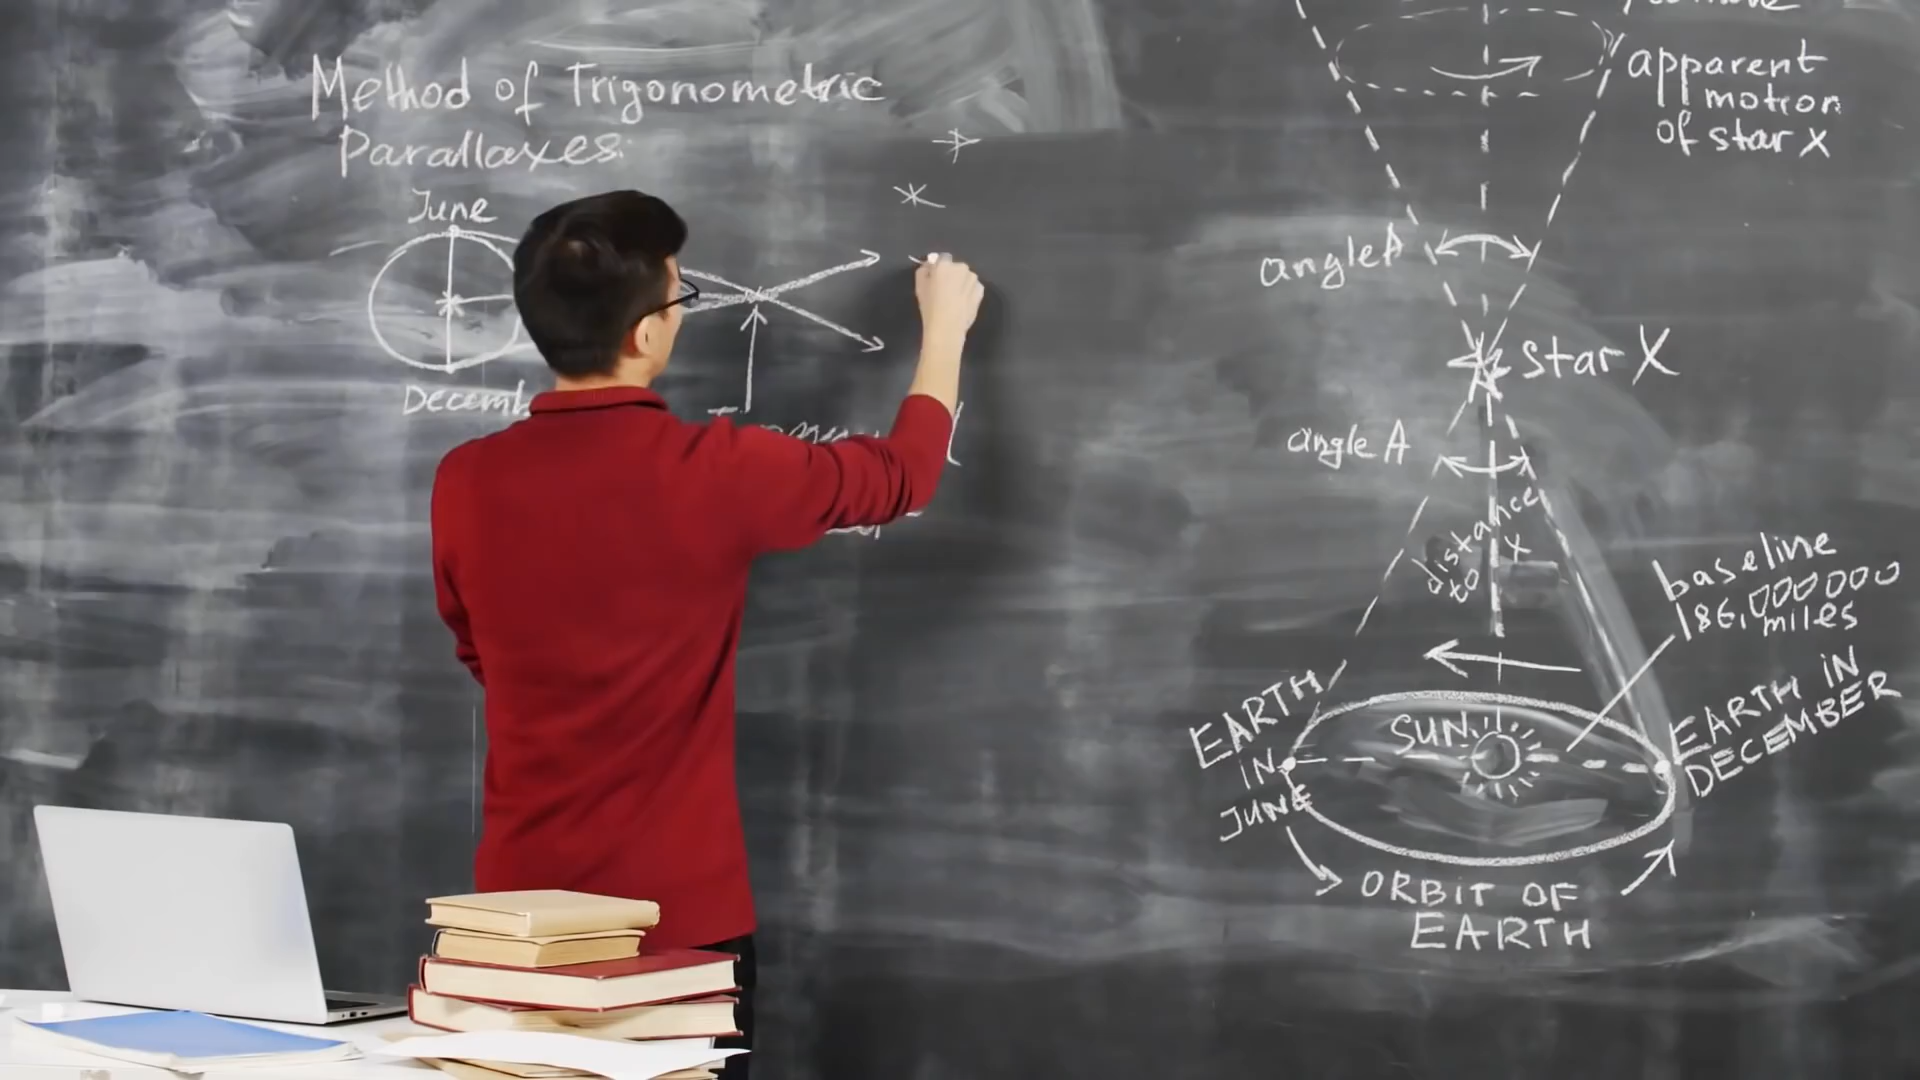 Method of Trigonometric
Parallaxes:
June
Decemb
apparent
motion
of star X
angle A
star X
angle A
distance
to X
baseline
186,000000
miles
EARTH
IN
JUNE
SUN
EARTH IN
DECEMBER
ORBIT OF
EARTH